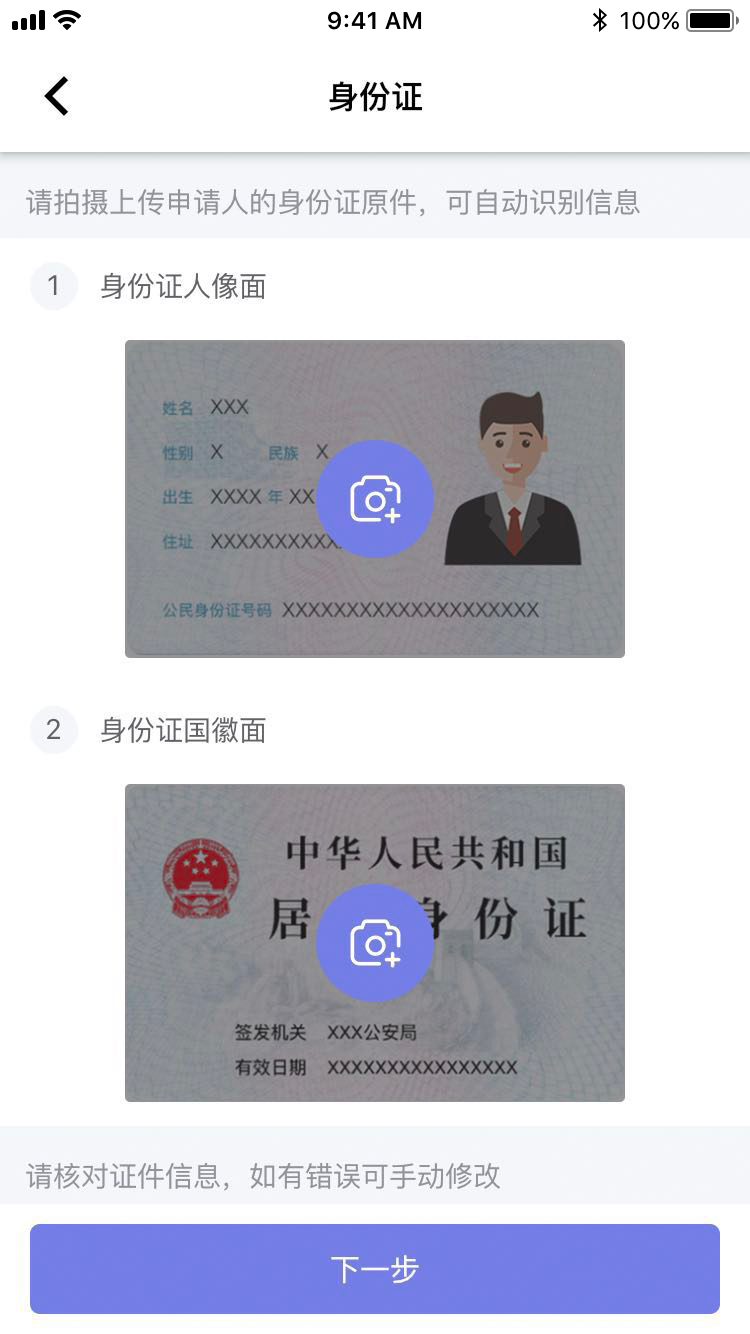 9:41 AM 100%
身份证
请拍摄上传申请人的身份证原件，可自动识别信息
1 身份证人像面
姓名 XXX
性别 X 民族 X
出生 XXXX 年 XX
住址 XXXXXXXXXX
公民身份证号码 XXXXXXXXXXXXXXXXXXXX
2 身份证国徽面
中华人民共和国
居 身 份 证
签发机关 XXX公安局
有效日期 XXXXXXXXXXXXXXXX
请核对证件信息，如有错误可手动修改
下一步